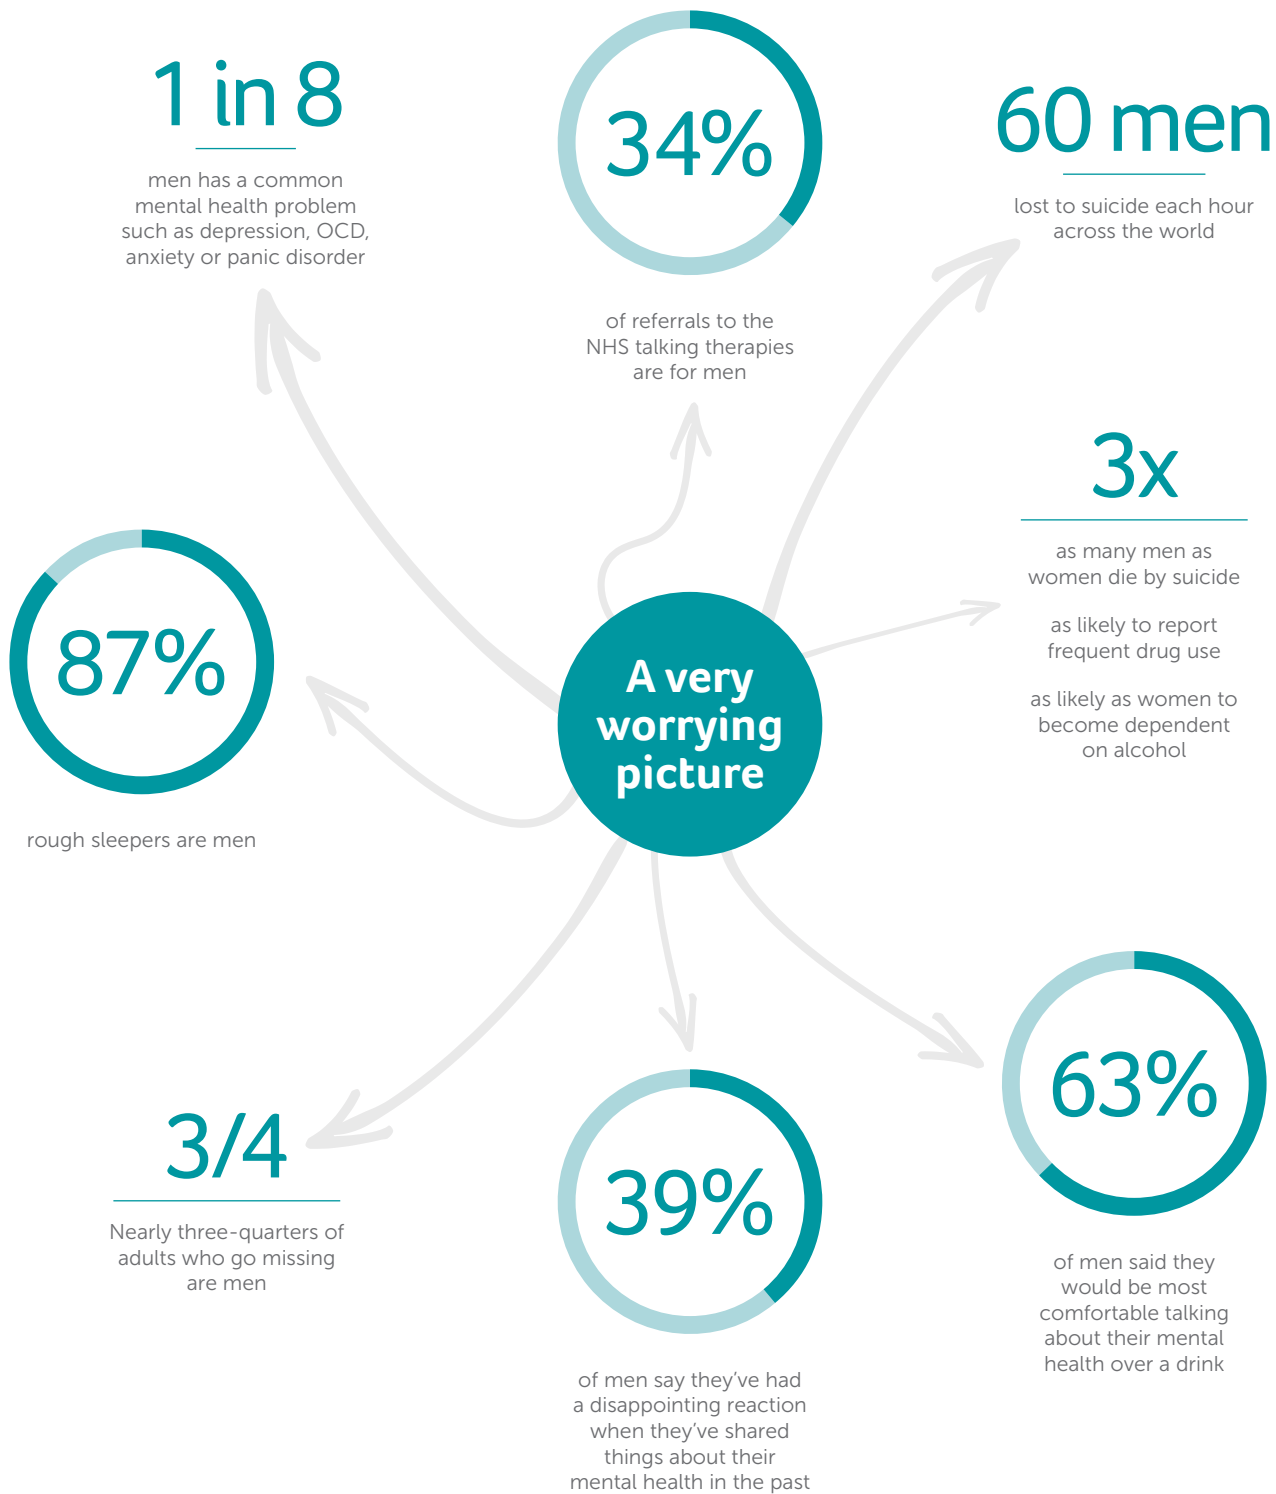 1 in 8
men has a common
mental health problem
such as depression, OCD,
anxiety or panic disorder
34%
of referrals to the
NHS talking therapies
are for men
60 men
lost to suicide each hour
across the world
3x
as many men as
women die by suicide
as likely to report
frequent drug use
as likely as women to
become dependent
on alcohol
87%
rough sleepers are men
A very
worrying
picture
3/4
Nearly three-quarters of
adults who go missing
are men
39%
of men say they've had
a disappointing reaction
when they've shared
things about their
mental health in the past
63%
of men said they
would be most
comfortable talking
about their mental
health over a drink